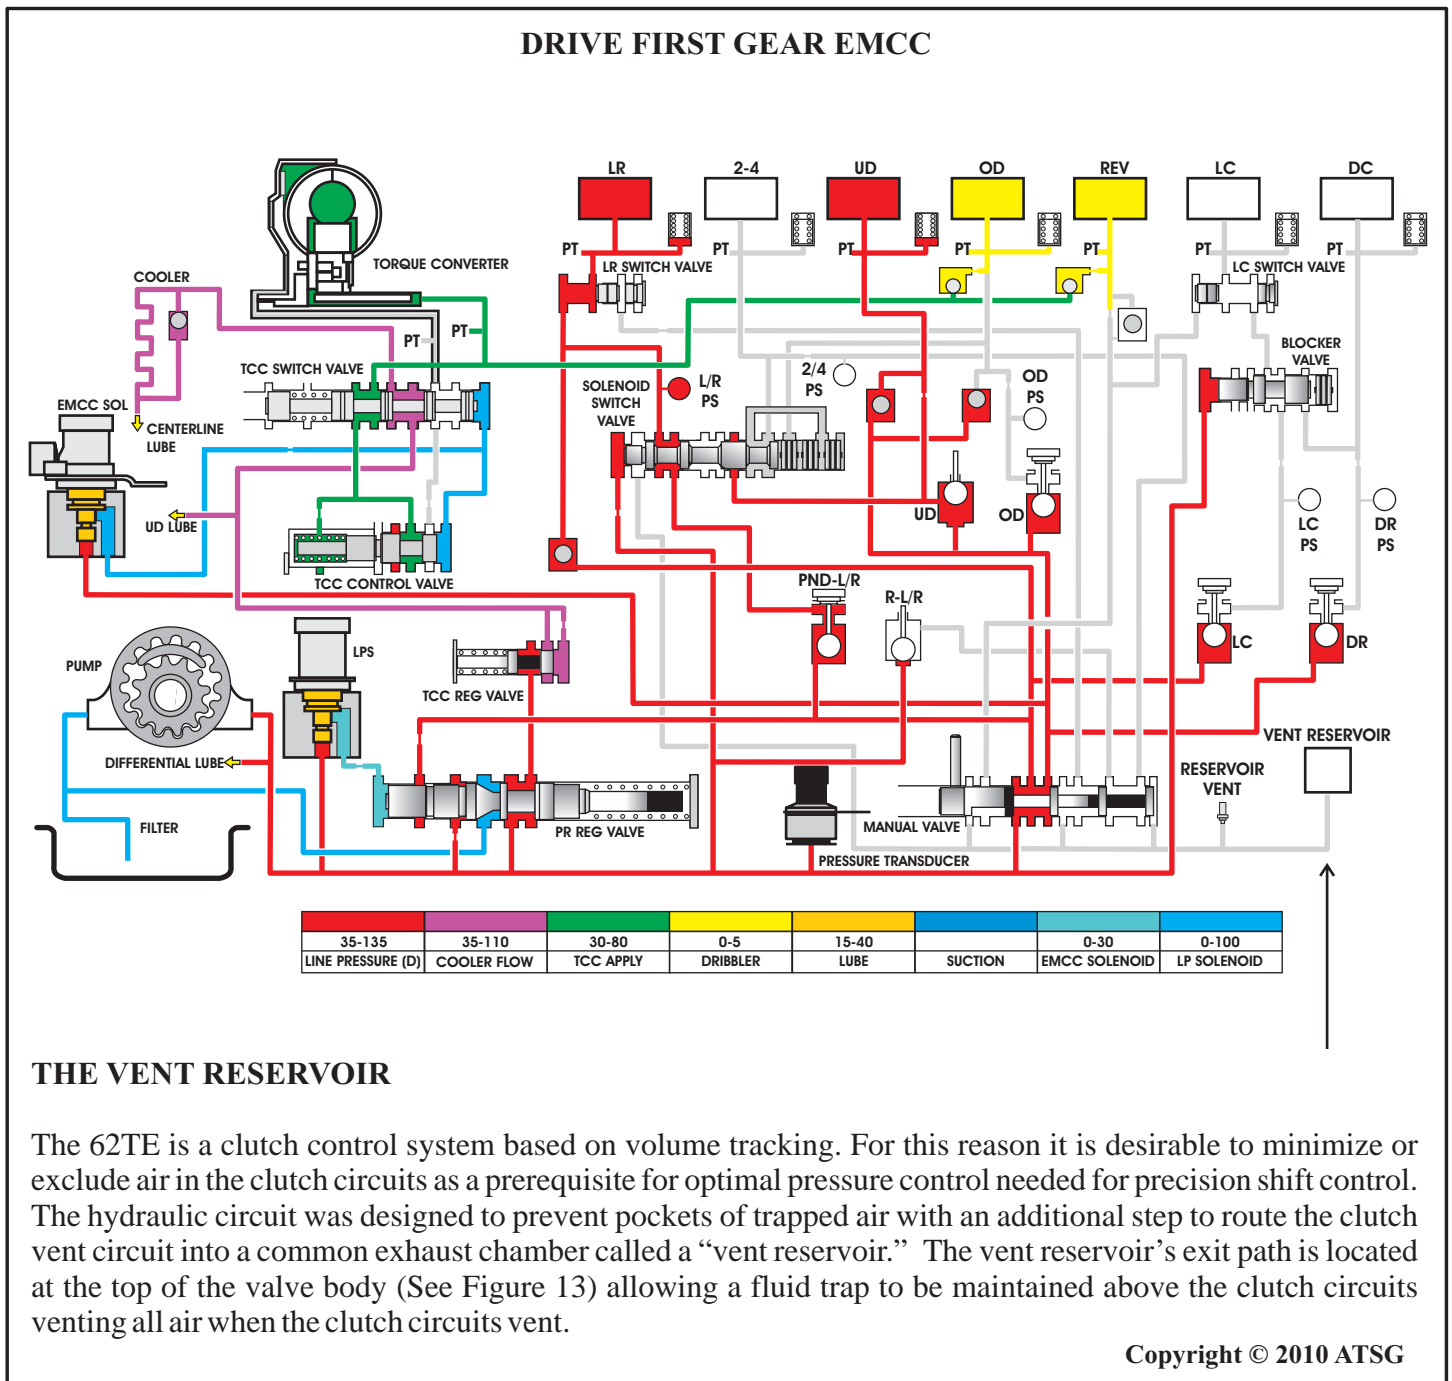 DRIVE FIRST GEAR EMCC
LR
2-4
UD
OD
REV
LC
DC
PT
PT
PT
PT
PT
PT
PT
TORQUE CONVERTER
LR SWITCH VALVE
LC SWITCH VALVE
COOLER
PT
PT
TCC SWITCH VALVE
BLOCKER
VALVE
SOLENOID
SWITCH
VALVE
L/R
PS
2/4
PS
OD
PS
EMCC SOL
CENTERLINE
LUBE
UD LUBE
UD
OD
LC
PS
DR
PS
TCC CONTROL VALVE
PND-L/R
R-L/R
LC
DR
PUMP
LPS
TCC REG VALVE
DIFFERENTIAL LUBE
VENT RESERVOIR
RESERVOIR
VENT
FILTER
PR REG VALVE
MANUAL VALVE
PRESSURE TRANSDUCER
35-135
35-110
30-80
0-5
15-40
0-30
0-100
LINE PRESSURE (D)
COOLER FLOW
TCC APPLY
DRIBBLER
LUBE
SUCTION
EMCC SOLENOID
LP SOLENOID
THE VENT RESERVOIR
The 62TE is a clutch control system based on volume tracking. For this reason it is desirable to minimize or
exclude air in the clutch circuits as a prerequisite for optimal pressure control needed for precision shift control.
The hydraulic circuit was designed to prevent pockets of trapped air with an additional step to route the clutch
vent circuit into a common exhaust chamber called a “vent reservoir.” The vent reservoir’s exit path is located
at the top of the valve body (See Figure 13) allowing a fluid trap to be maintained above the clutch circuits
venting all air when the clutch circuits vent.
Copyright © 2010 ATSG